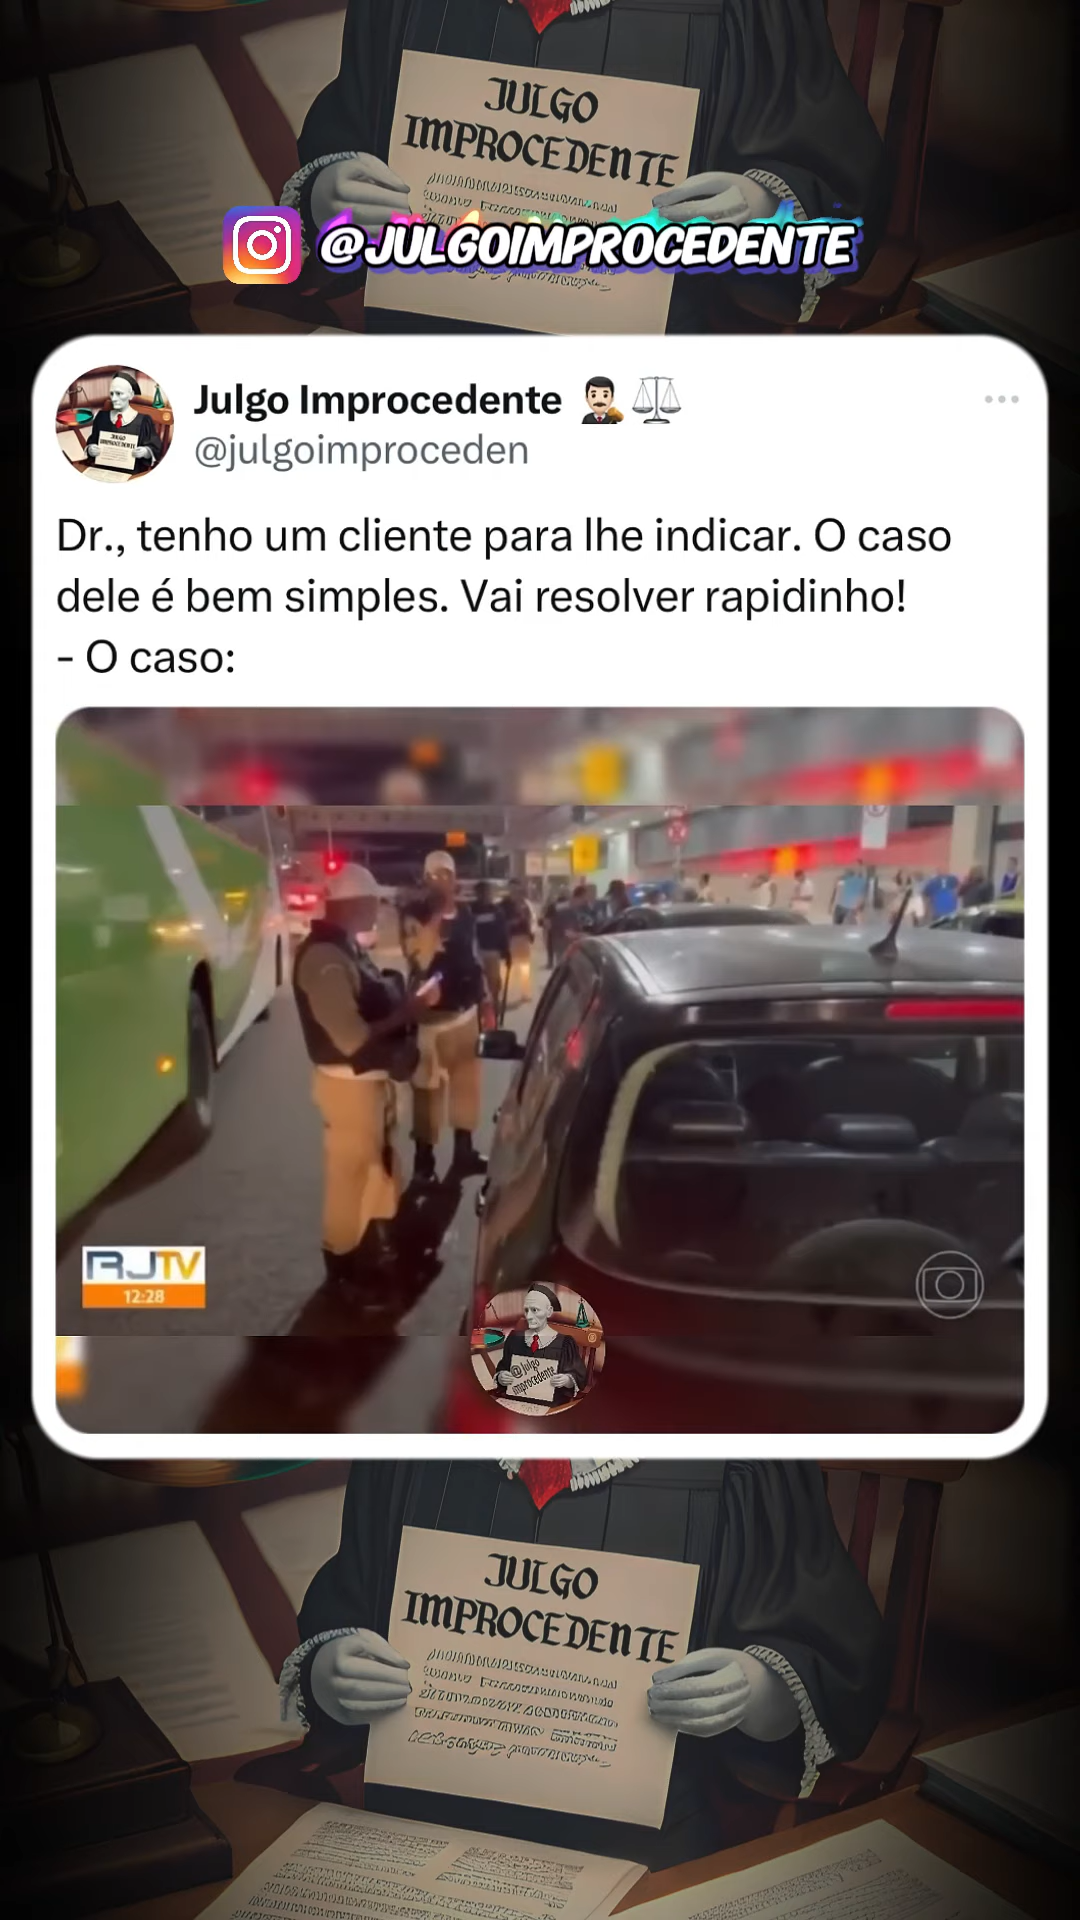 JULGO
IMPROCEDENTE
@JULGOIMPROCEDENTE
Julgo Improcedente
@julgoimproceden
Dr., tenho um cliente para lhe indicar. O caso
dele é bem simples. Vai resolver rapidinho!
- O caso:
RJTV
12:28
@julgo
improcedente
JULGO
IMPROCEDENTE